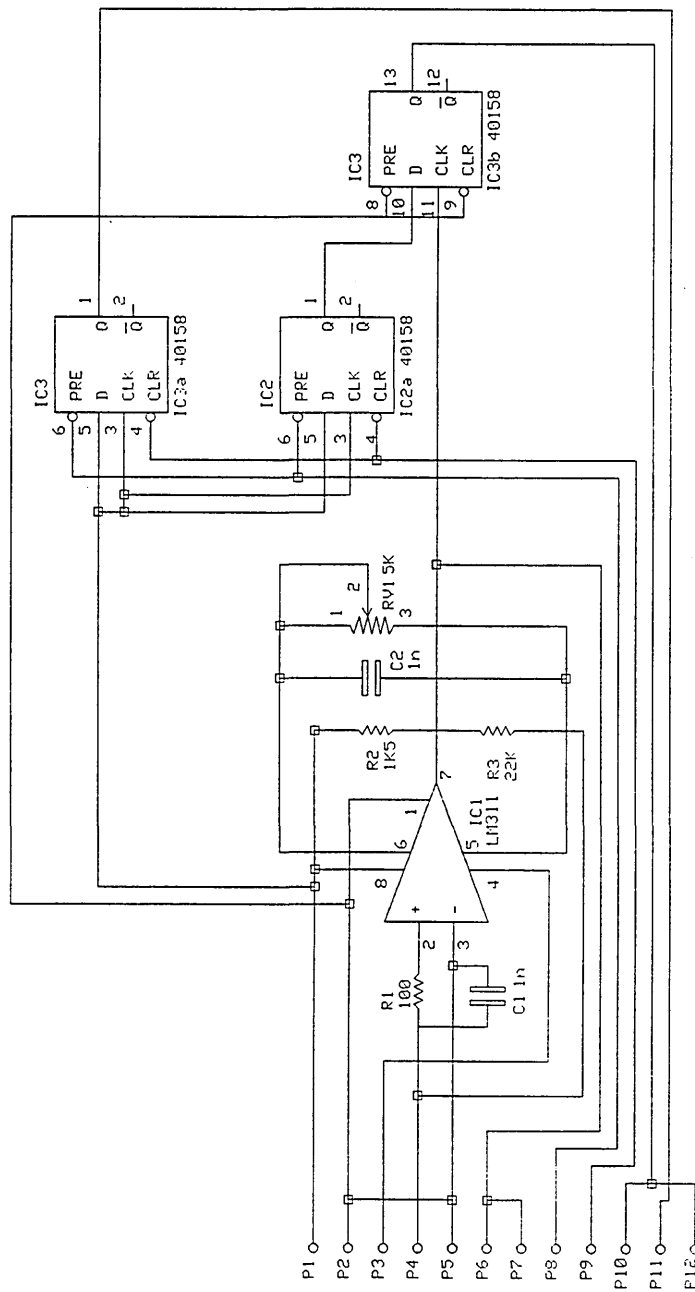 IC3
6
PRE
5
D
3
CLK
4
CLR
Q
1
Q
2
IC3a 40158
IC2
6
PRE
5
D
3
CLK
4
CLR
Q
1
Q
2
IC2a 40158
IC3
8
PRE
10
D
11
CLK
9
CLR
Q
13
Q
12
IC3b 40158
1
2
3
RV1 5K
C2
1n
R2
1K5
R3
22K
R1
100
C1 1n
+
-
2
3
8
6
1
7
5
4
IC1
LM311
P1
P2
P3
P4
P5
P6
P7
P8
P9
P10
P11
P12